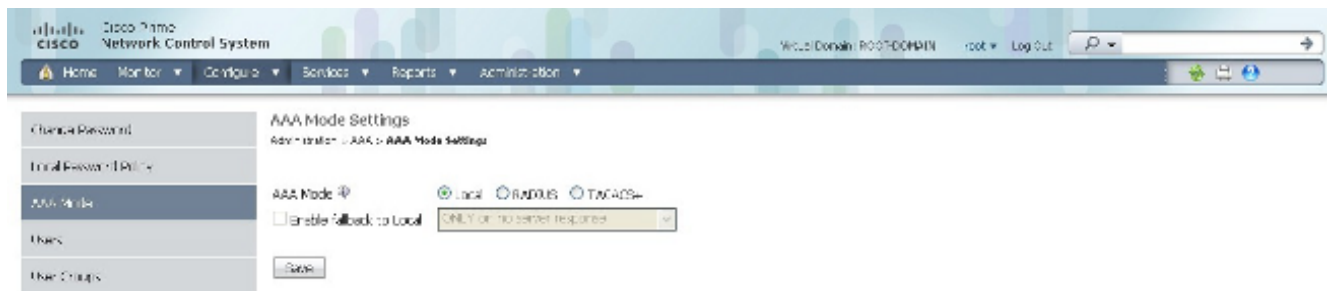 cisco
Cisco Prime
Network Control System
Virtual Domain: ROOT-DOMAIN
root
Log Out
Home Monitor Configure Services Reports Administration
Change Password
Local Password Policy
AAA Mode
Users
User Groups
AAA Mode Settings
Administration > AAA > AAA Mode Settings
AAA Mode Local RADIUS TACACS+
Enable fallback to Local ONLY on no server response
Save